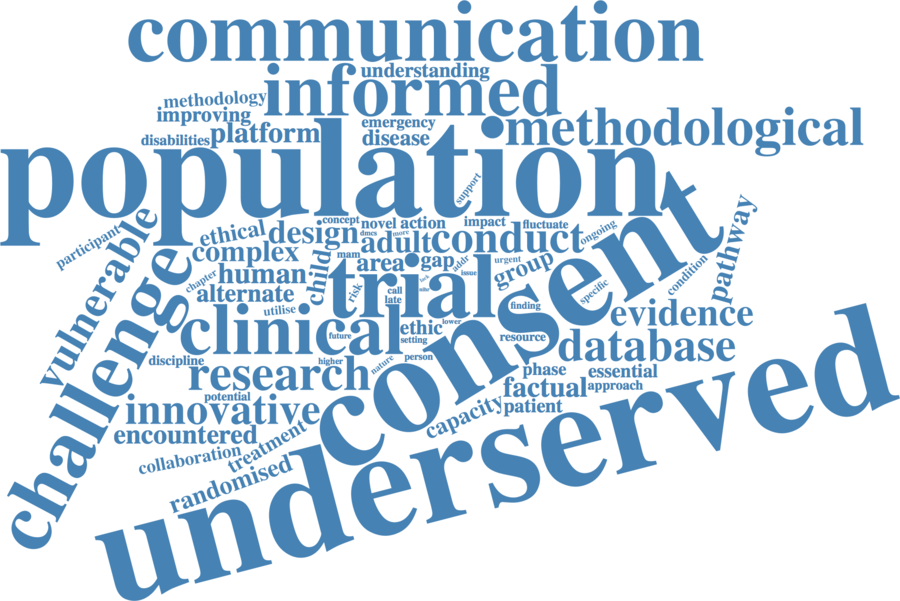 communication
understanding
informed
methodology
improving
emergency
methodological
disabilities
platform
disease
population
support
participant
vulnerable
ethical
design
concept
novel
action
impact
fluctuate
dmcs
more
adult
conduct
ongoing
consent
pathway
complex
mam
area
gap
addr
urgent
group
condition
challenge
chapter
human
child
trial
lack
issue
specific
alternate
risk
call
late
finding
evidence
utilise
clinical
future
ethic
lower
setting
resource
database
discipline
higher
nature
person
research
phase
essential
potential
factual
approach
innovative
capacity
patient
encountered
treatment
collaboration
randomised
underserved